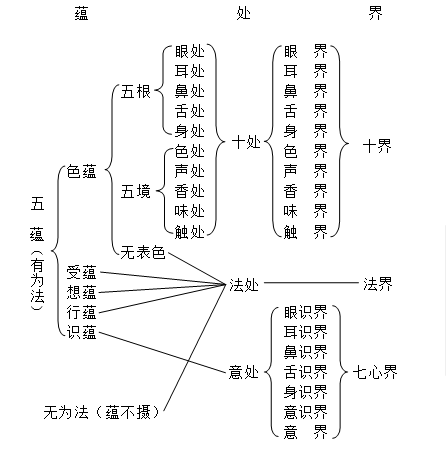 蕴 处 界
眼处 眼 界
耳处 耳 界
五根 鼻处 鼻 界
舌处 舌 界
身处 身 界
色蕴 十处 十界
色处 色 界
五境 声处 声 界
香处 香 界
味处 味 界
触处 触 界
五蕴（有为法）
无表色
受蕴
想蕴 法处 法界
行蕴
识蕴
眼识界
耳识界
鼻识界
意处 舌识界 七心界
身识界
无为法（蕴不摄） 意识界
意 界